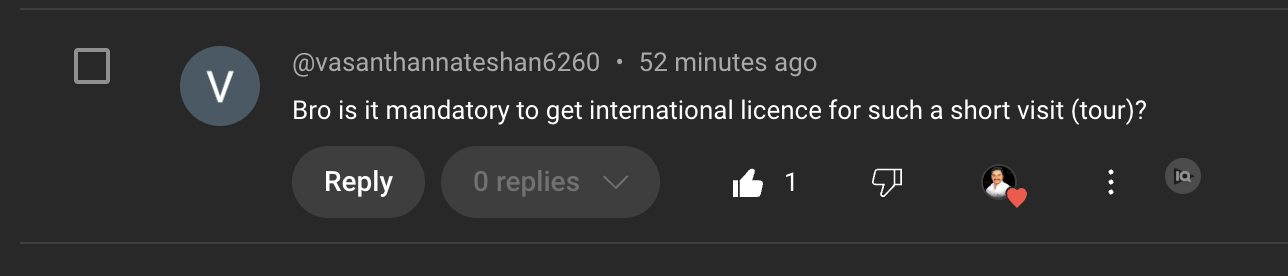 @vasanthannateshan6260 • 52 minutes ago
V
Bro is it mandatory to get international licence for such a short visit (tour)?
Reply 0 replies 1 IQ